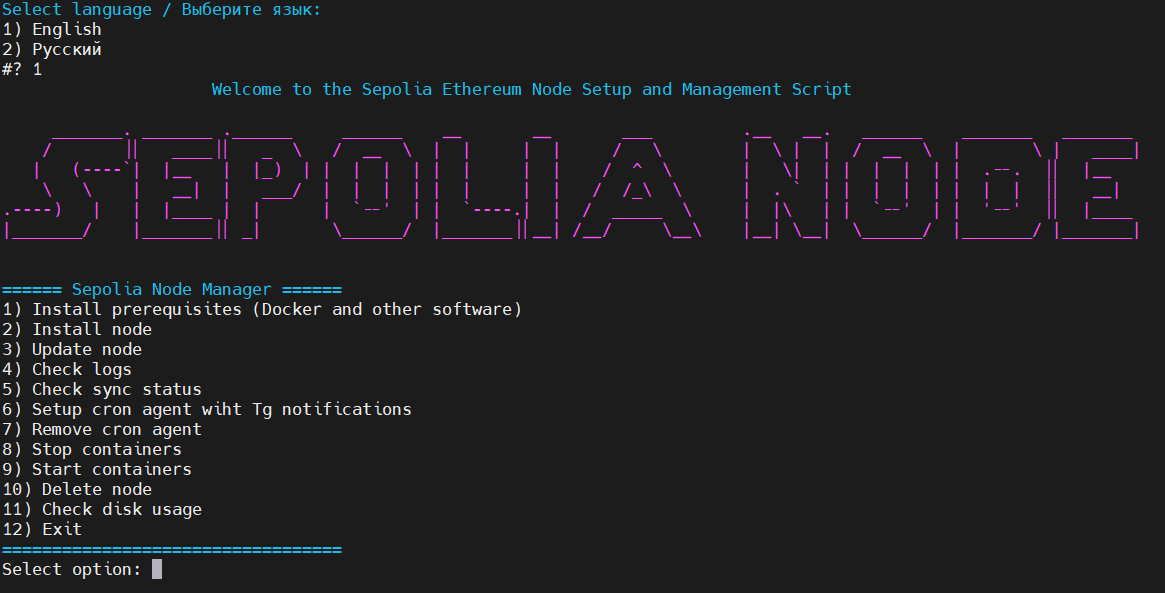 Select language / Выберите язык:
1) English
2) Русский
#? 1
Welcome to the Sepolia Ethereum Node Setup and Management Script
SEPOLIA NODE
====== Sepolia Node Manager ======
1) Install prerequisites (Docker and other software)
2) Install node
3) Update node
4) Check logs
5) Check sync status
6) Setup cron agent wiht Tg notifications
7) Remove cron agent
8) Stop containers
9) Start containers
10) Delete node
11) Check disk usage
12) Exit
==================================
Select option: